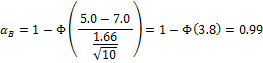 α_B = 1 − Φ( (5.0 − 7.0) / (1.66 / √10) ) = 1 − Φ(3.8) = 0.99